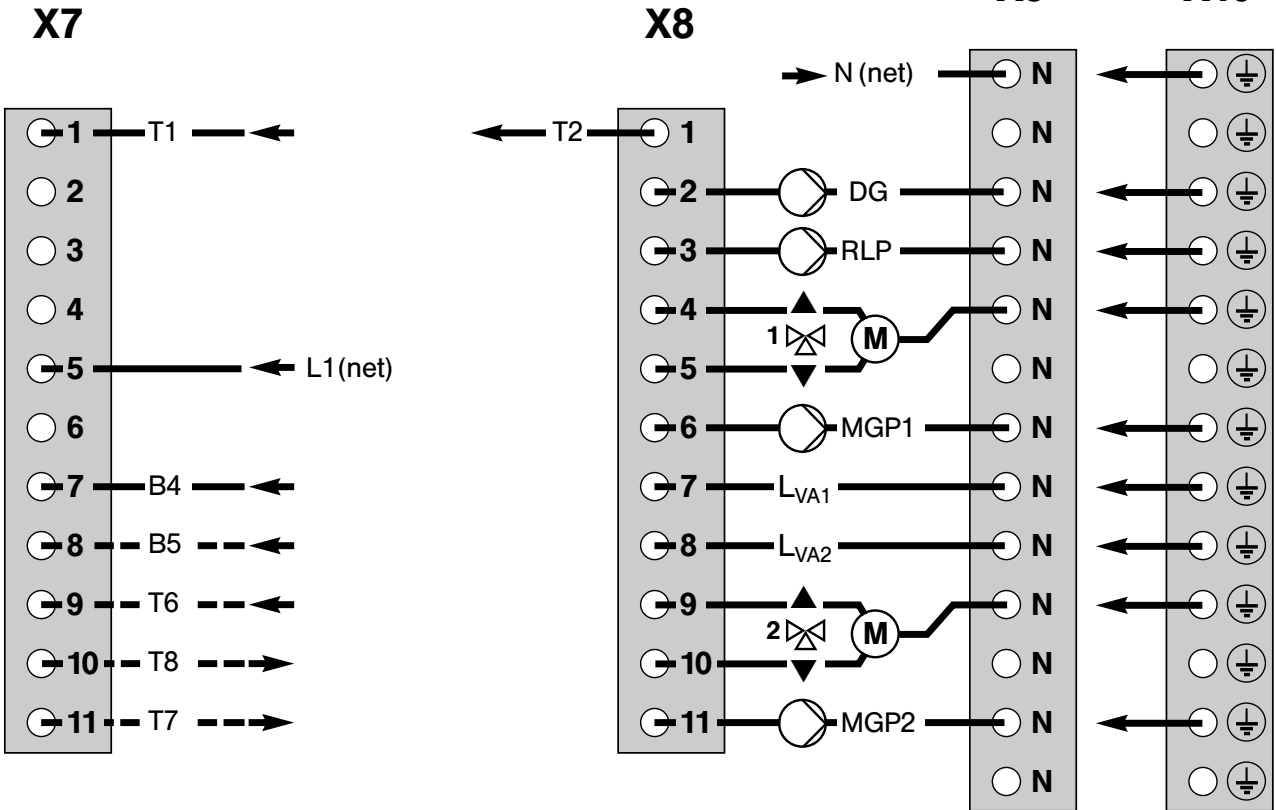 X7
X8
N (net)
N
1 T1
T2 1
N
2
2 DG N
3
3 RLP N
4
4
1 M N
5 L1(net)
5 N
6
6 MGP1 N
7 B4
7 LVA1 N
8 B5
8 LVA2 N
9 T6
9
2 M N
10 T8
10 N
11 T7
11 MGP2 N
N